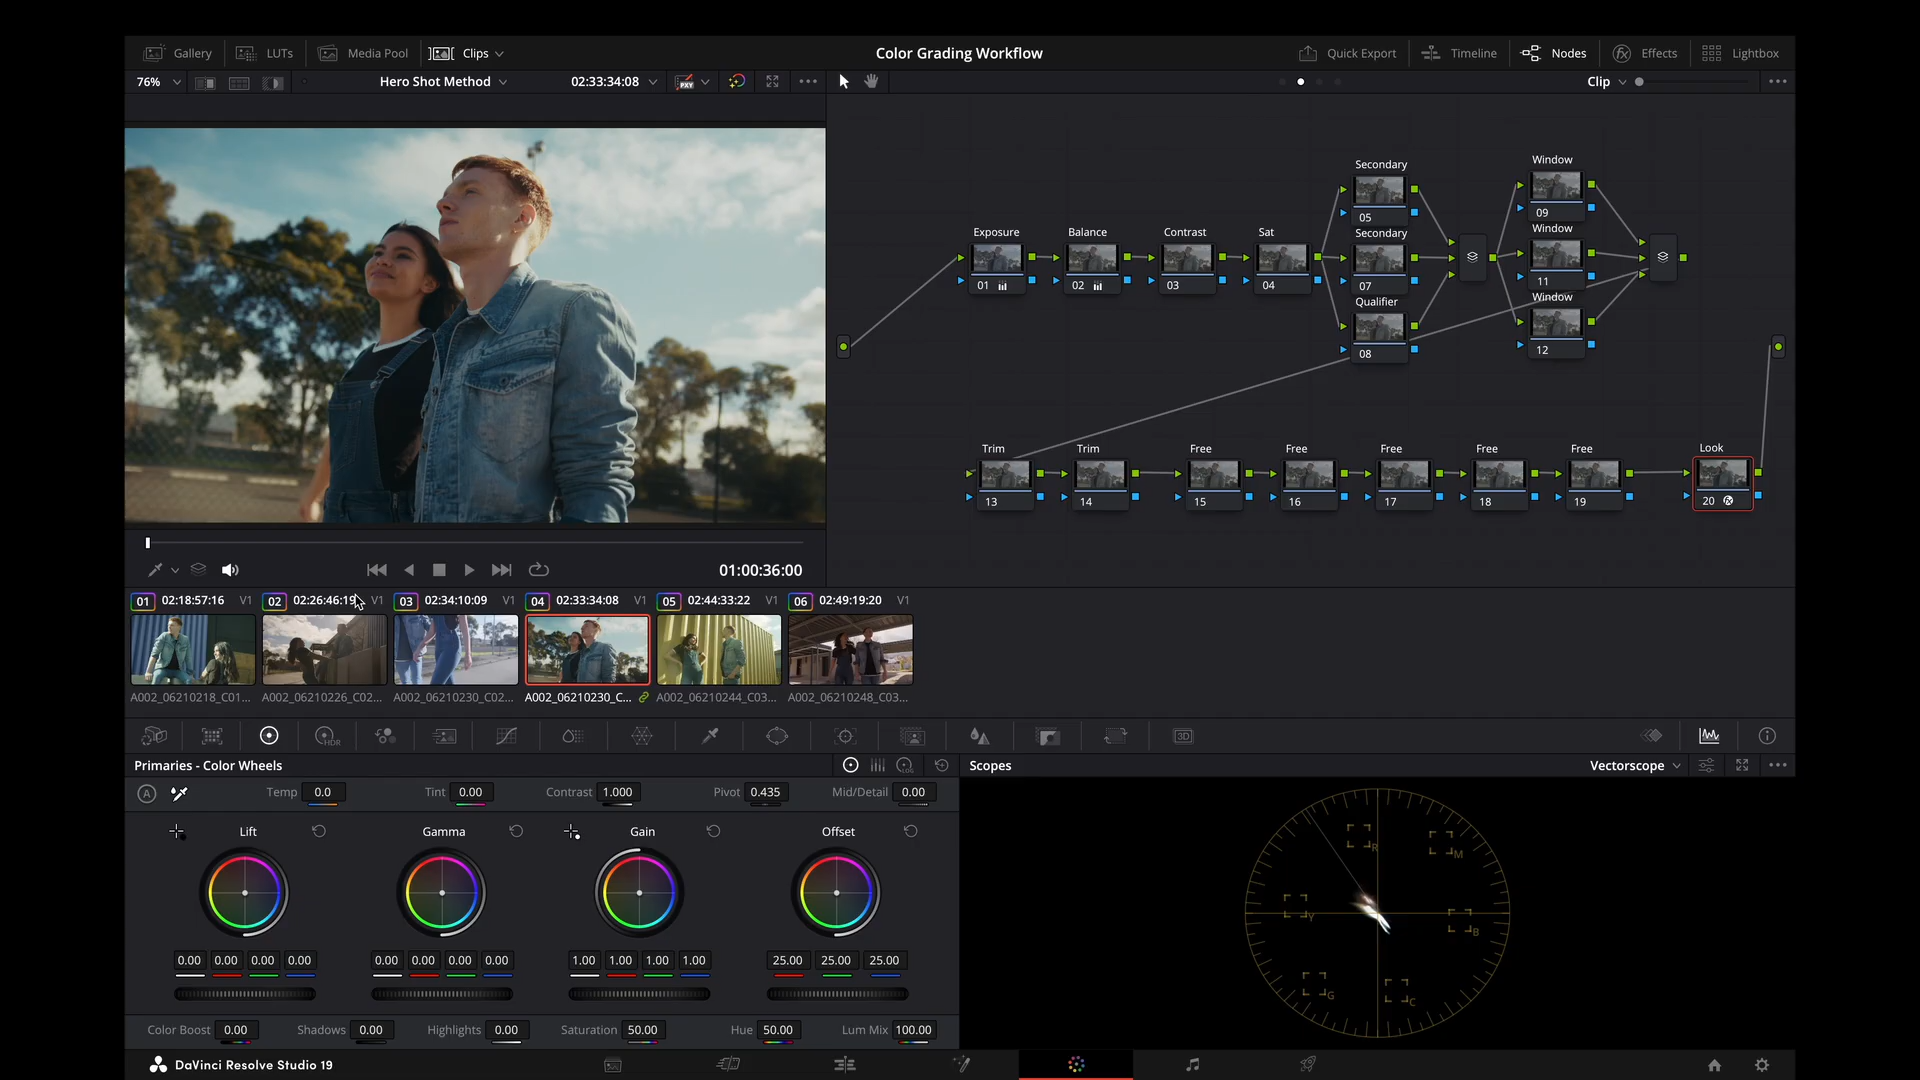 Gallery LUTs Media Pool Clips Color Grading Workflow Quick Export Timeline Nodes Effects Lightbox
76% Hero Shot Method 02:33:34:08 PXY Clip
Secondary Window
05 09
Exposure Balance Contrast Sat Secondary Window
01 02 03 04 07 11
Qualifier Window
08 12
Trim Trim Free Free Free Free Free Look
13 14 15 16 17 18 19 20
01:00:36:00
01 02:18:57:16 V1 02 02:26:46:19 V1 03 02:34:10:09 V1 04 02:33:34:08 V1 05 02:44:33:22 V1 06 02:49:19:20 V1
A002_06210218_C01... A002_06210226_C02... A002_06210230_C02... A002_06210230_C... A002_06210244_C03... A002_06210248_C03...
HDR 3D
Primaries - Color Wheels LOG Scopes Vectorscope
A Temp 0.0 Tint 0.00 Contrast 1.000 Pivot 0.435 Mid/Detail 0.00
Lift Gamma Gain Offset
R M
Y B
G C
0.00 0.00 0.00 0.00 0.00 0.00 0.00 0.00 1.00 1.00 1.00 1.00 25.00 25.00 25.00
Color Boost 0.00 Shadows 0.00 Highlights 0.00 Saturation 50.00 Hue 50.00 Lum Mix 100.00
DaVinci Resolve Studio 19